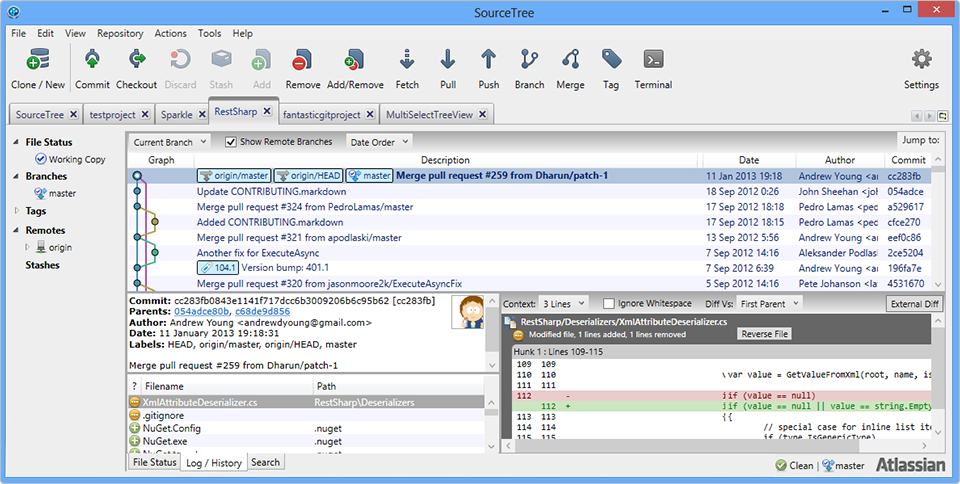 SourceTree
File Edit View Repository Actions Tools Help
Clone / New Commit Checkout Discard Stash Add Remove Add/Remove Fetch Pull Push Branch Merge Tag Terminal Settings
SourceTree testproject Sparkle RestSharp fantasticgitproject MultiSelectTreeView
File Status
Working Copy
Branches
master
Tags
Remotes
origin
Stashes
Current Branch Show Remote Branches Date Order Jump to:
Graph Description Date Author Commit
origin/master origin/HEAD master Merge pull request #259 from Dharun/patch-1 11 Jan 2013 19:18 Andrew Young <an cc283fb
Update CONTRIBUTING.markdown 18 Sep 2012 0:26 John Sheehan <joh 054adce
Merge pull request #324 from PedroLamas/master 17 Sep 2012 18:18 Pedro Lamas <ped a529617
Added CONTRIBUTING.markdown 17 Sep 2012 18:15 Pedro Lamas <ped cfce270
Merge pull request #321 from apodlaski/master 13 Sep 2012 5:56 Andrew Young <an eef0c86
Another fix for ExecuteAsync 7 Sep 2012 14:16 Aleksander Podlas 2ce5204
104.1 Version bump: 401.1 7 Sep 2012 6:39 Andrew Young <an 196fa7e
Merge pull request #320 from jasonmoore2k/ExecuteAsyncFix 7 Sep 2012 14:16 Pete Johanson <la 4531670
Commit: cc283fb0843e1141f717dcc6b3009206b6c95b62 [cc283fb]
Parents: 054adce80b, c68de9d856
Author: Andrew Young <andrewdyoung@gmail.com>
Date: 11 January 2013 19:18:31
Labels: HEAD, origin/master, origin/HEAD, master
Merge pull request #259 from Dharun/patch-1
? Filename Path
XmlAttributeDeserializer.cs RestSharp\Deserializers
.gitignore
NuGet.Config .nuget
NuGet.exe .nuget
File Status Log / History Search
Context: 3 Lines Ignore Whitespace Diff Vs: First Parent External Diff
RestSharp/Deserializers/XmlAttributeDeserializer.cs
Modified file, 1 lines added, 1 lines removed Reverse File
Hunk 1 : Lines 109-115
109 109
110 110 \var value = GetValueFromXml(root, name, is
111 111
112 - if (value == null)
112 + if (value == null || value == string.Empty
113 113 {{
114 114 // special case for inline list ite
115 115 if (type.IsGenericType)
Clean master Atlassian